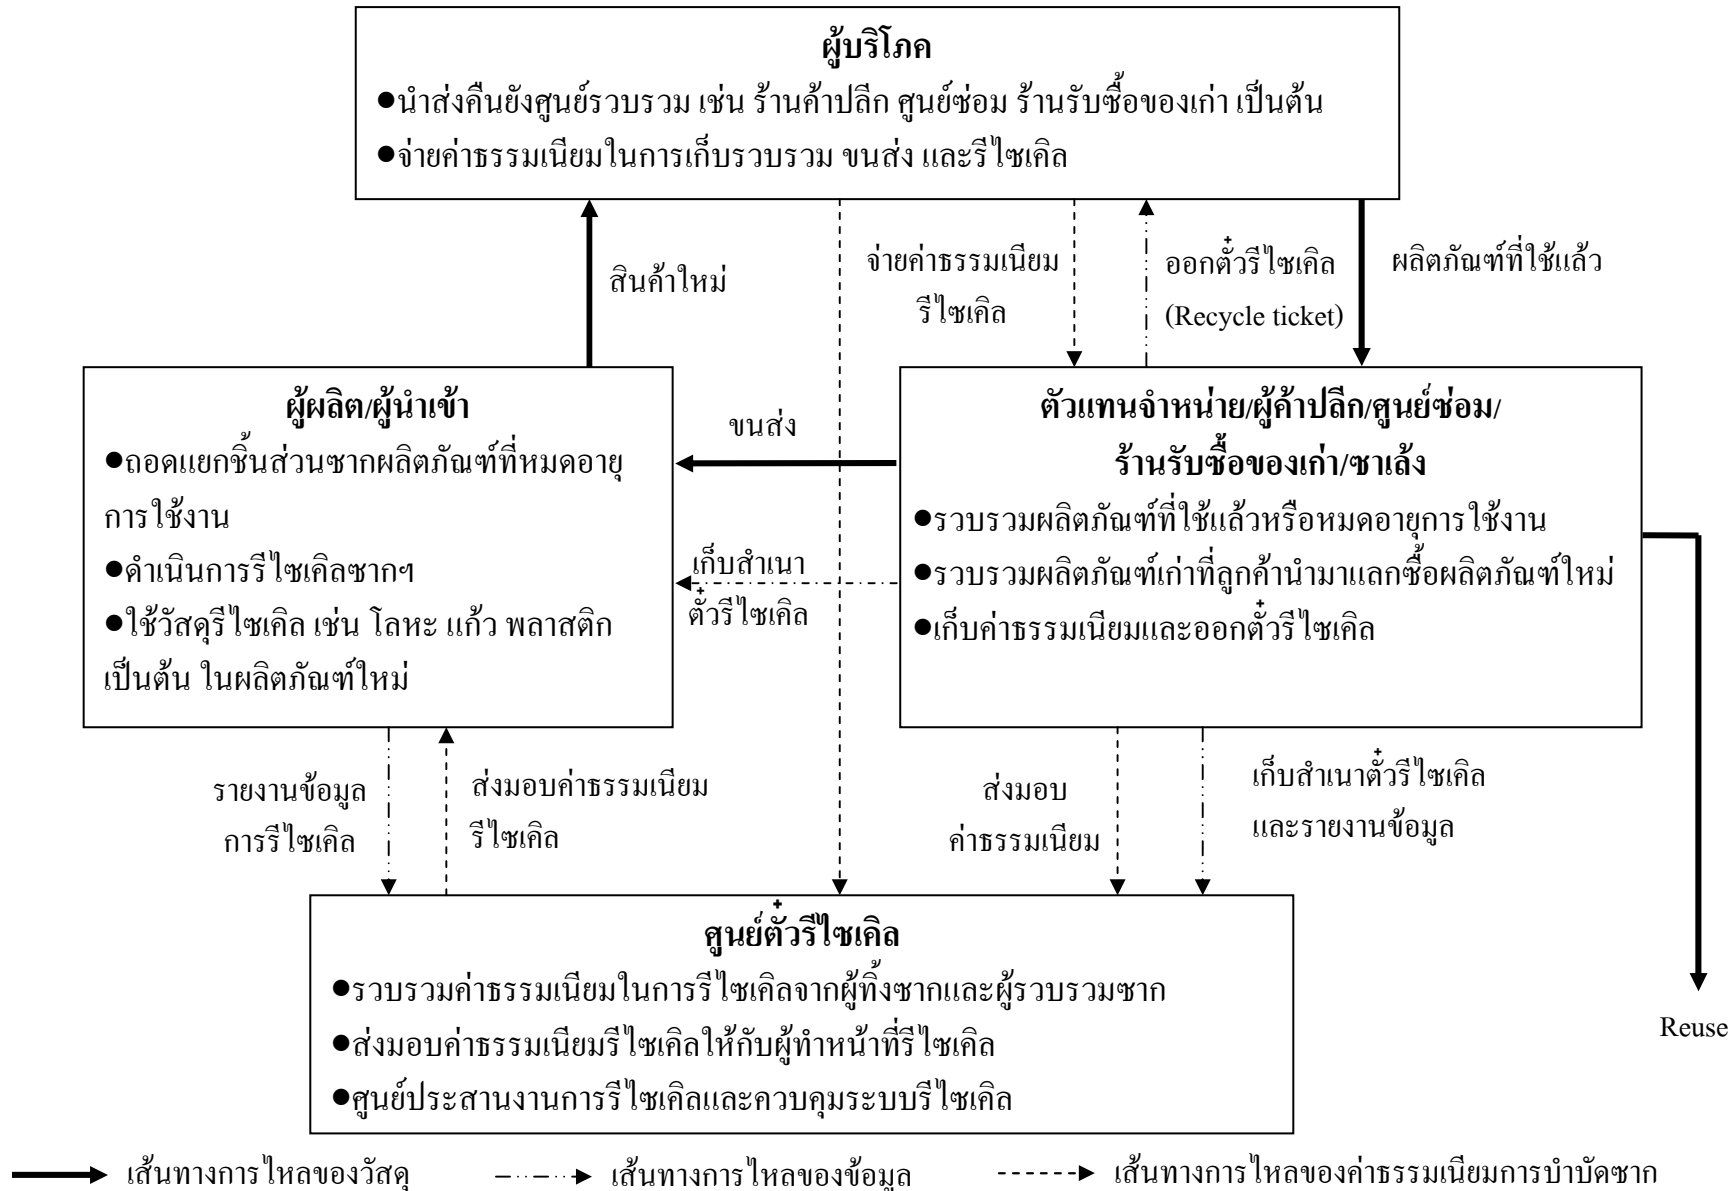 ผู้บริโภค
●นำส่งคืนยังศูนย์รวบรวม เช่น ร้านค้าปลีก ศูนย์ซ่อม ร้านรับซื้อของเก่า เป็นต้น
●จ่ายค่าธรรมเนียมในการเก็บรวบรวม ขนส่ง และรีไซเคิล
สินค้าใหม่
จ่ายค่าธรรมเนียม
รีไซเคิล
ออกตั๋วรีไซเคิล
(Recycle ticket)
ผลิตภัณฑ์ที่ใช้แล้ว
ผู้ผลิต/ผู้นำเข้า
●ถอดแยกชิ้นส่วนซากผลิตภัณฑ์ที่หมดอายุ
การใช้งาน
●ดำเนินการรีไซเคิลซากฯ
●ใช้วัสดุรีไซเคิล เช่น โลหะ แก้ว พลาสติก
เป็นต้น ในผลิตภัณฑ์ใหม่
ขนส่ง
เก็บสำเนา
ตั๋วรีไซเคิล
ตัวแทนจำหน่าย/ผู้ค้าปลีก/ศูนย์ซ่อม/
ร้านรับซื้อของเก่า/ซาเล้ง
●รวบรวมผลิตภัณฑ์ที่ใช้แล้วหรือหมดอายุการใช้งาน
●รวบรวมผลิตภัณฑ์เก่าที่ลูกค้านำมาแลกซื้อผลิตภัณฑ์ใหม่
●เก็บค่าธรรมเนียมและออกตั๋วรีไซเคิล
รายงานข้อมูล
การรีไซเคิล
ส่งมอบค่าธรรมเนียม
รีไซเคิล
ส่งมอบ
ค่าธรรมเนียม
เก็บสำเนาตั๋วรีไซเคิล
และรายงานข้อมูล
ศูนย์ตั๋วรีไซเคิล
●รวบรวมค่าธรรมเนียมในการรีไซเคิลจากผู้ทิ้งซากและผู้รวบรวมซาก
●ส่งมอบค่าธรรมเนียมรีไซเคิลให้กับผู้ทำหน้าที่รีไซเคิล
●ศูนย์ประสานงานการรีไซเคิลและควบคุมระบบรีไซเคิล
Reuse
เส้นทางการไหลของวัสดุ
เส้นทางการไหลของข้อมูล
เส้นทางการไหลของค่าธรรมเนียมการบำบัดซาก